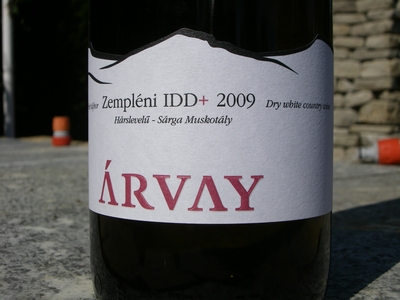 Zempléni IDD+ 2009 Dry white country
Hárslevelű - Sárga Muskotály
ÁRVAY